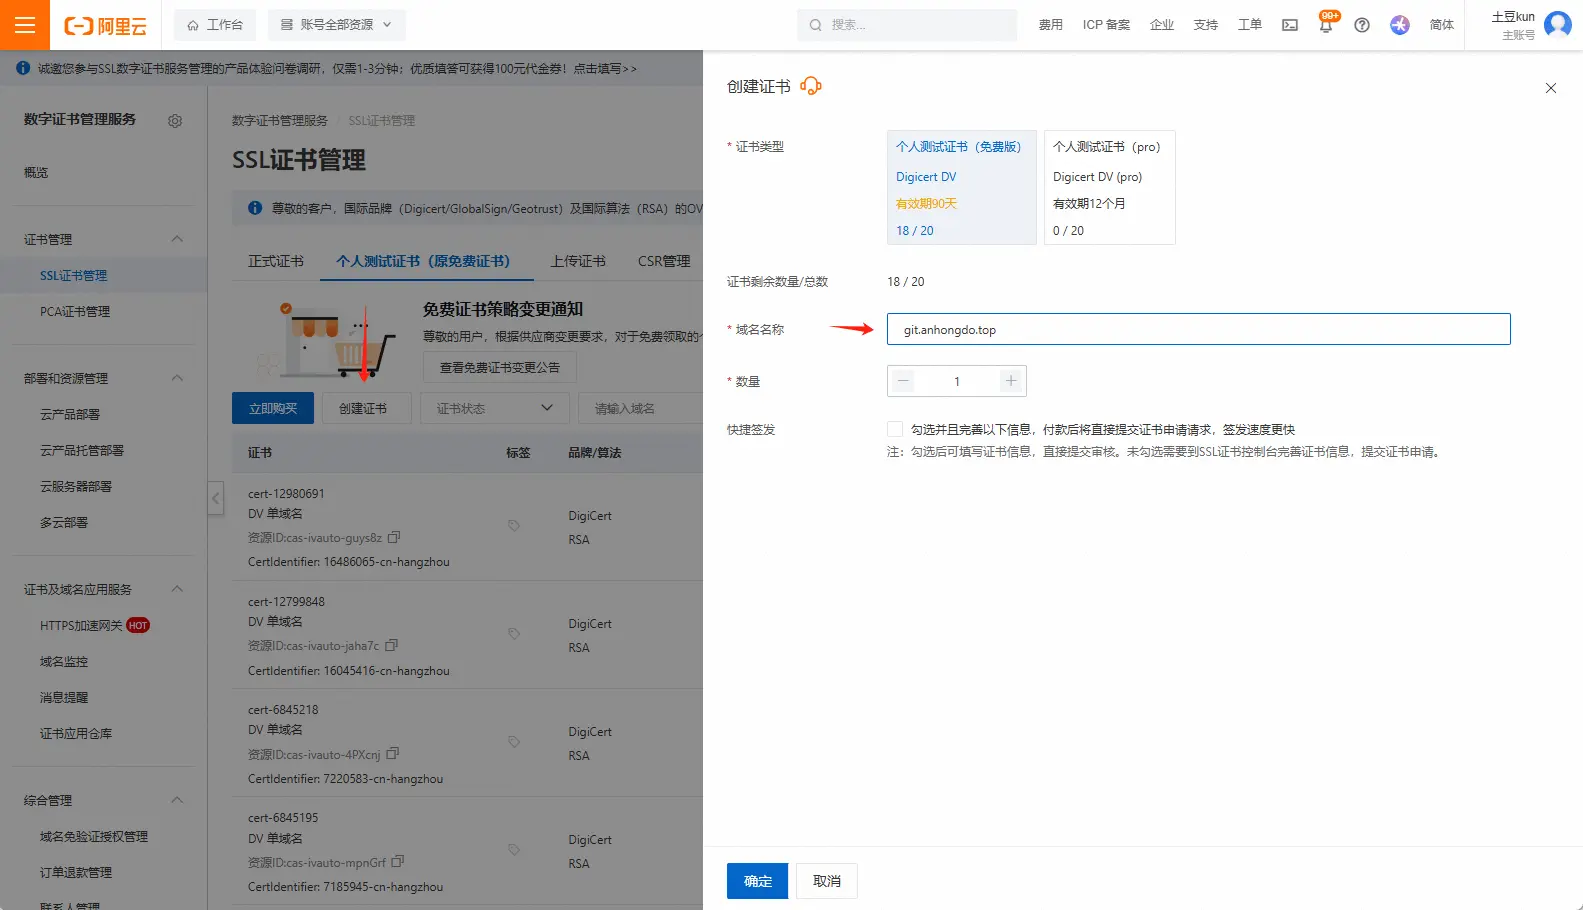 阿里云
工作台
账号全部资源
搜索...
费用
ICP 备案
企业
支持
工单
99+
简体
土豆kun
主账号
诚邀您参与SSL数字证书服务管理的产品体验问卷调研，仅需1-3分钟；优质填答可获得100元代金券！点击填写>>
数字证书管理服务
概览
证书管理
SSL证书管理
PCA证书管理
部署和资源管理
云产品部署
云产品托管部署
云服务器部署
多云部署
证书及域名应用服务
HTTPS加速网关 HOT
域名监控
消息提醒
证书应用仓库
综合管理
域名免验证授权管理
订单退款管理
联系人管理
数字证书管理服务 / SSL证书管理
SSL证书管理
尊敬的客户，国际品牌（Digicert/GlobalSign/Geotrust）及国际算法（RSA）的OV
正式证书
个人测试证书（原免费证书）
上传证书
CSR管理
免费证书策略变更通知
尊敬的用户，根据供应商变更要求，对于免费领取的
查看免费证书变更公告
立即购买
创建证书
证书状态
请输入域名
证书
标签
品牌/算法
cert-12980691
DV 单域名
资源ID:cas-ivauto-guys8z
CertIdentifier: 16486065-cn-hangzhou
DigiCert
RSA
cert-12799848
DV 单域名
资源ID:cas-ivauto-jaha7c
CertIdentifier: 16045416-cn-hangzhou
DigiCert
RSA
cert-6845218
DV 单域名
资源ID:cas-ivauto-4PXcnj
CertIdentifier: 7220583-cn-hangzhou
DigiCert
RSA
cert-6845195
DV 单域名
资源ID:cas-ivauto-mpnGrf
CertIdentifier: 7185945-cn-hangzhou
DigiCert
RSA
创建证书
* 证书类型
个人测试证书（免费版）
Digicert DV
有效期90天
18 / 20
个人测试证书（pro）
Digicert DV (pro)
有效期12个月
0 / 20
证书剩余数量/总数
18 / 20
* 域名名称
git.anhongdo.top
* 数量
1
快捷签发
勾选并且完善以下信息，付款后将直接提交证书申请请求，签发速度更快
注：勾选后可填写证书信息，直接提交审核。未勾选需要到SSL证书控制台完善证书信息，提交证书申请。
确定
取消